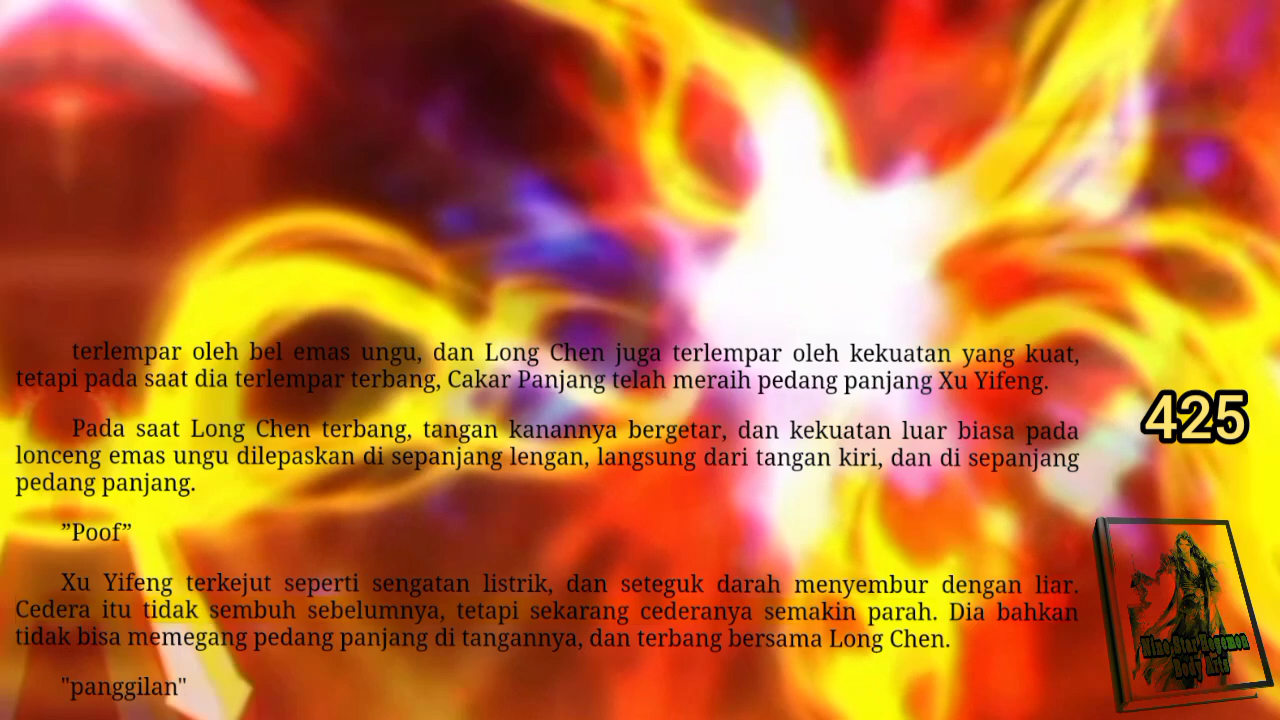 terlempar oleh bel emas ungu, dan Long Chen juga terlempar oleh kekuatan yang kuat,
tetapi pada saat dia terlempar terbang, Cakar Panjang telah meraih pedang panjang Xu Yifeng.
Pada saat Long Chen terbang, tangan kanannya bergetar, dan kekuatan luar biasa pada
lonceng emas ungu dilepaskan di sepanjang lengan, langsung dari tangan kiri, dan di sepanjang
pedang panjang.
”Poof”
Xu Yifeng terkejut seperti sengatan listrik, dan seteguk darah menyembur dengan liar.
Cedera itu tidak sembuh sebelumnya, tetapi sekarang cederanya semakin parah. Dia bahkan
tidak bisa memegang pedang panjang di tangannya, dan terbang bersama Long Chen.
"panggilan"
425
Nine Star Hegemon
Body Arts